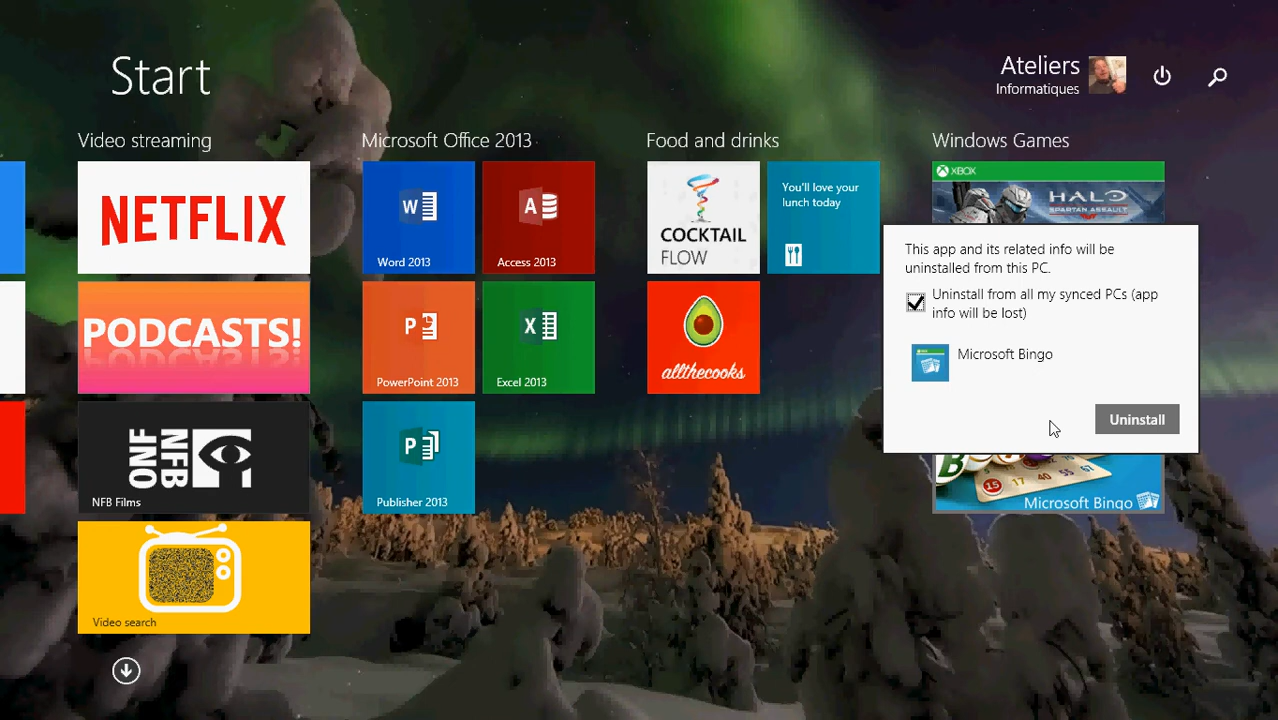 Start
Ateliers
Informatiques
Video streaming
Microsoft Office 2013
Food and drinks
Windows Games
NETFLIX
PODCASTS!
ONF
NFB
NFB Films
Video search
W
Word 2013
A
Access 2013
P
PowerPoint 2013
X
Excel 2013
P
Publisher 2013
COCKTAIL
FLOW
You'll love your
lunch today
allthecooks
XBOX
HALO
SPARTAN ASSAULT
This app and its related info will be
uninstalled from this PC.
Uninstall from all my synced PCs (app
info will be lost)
Microsoft Bingo
Uninstall
B
15
Microsoft Bingo